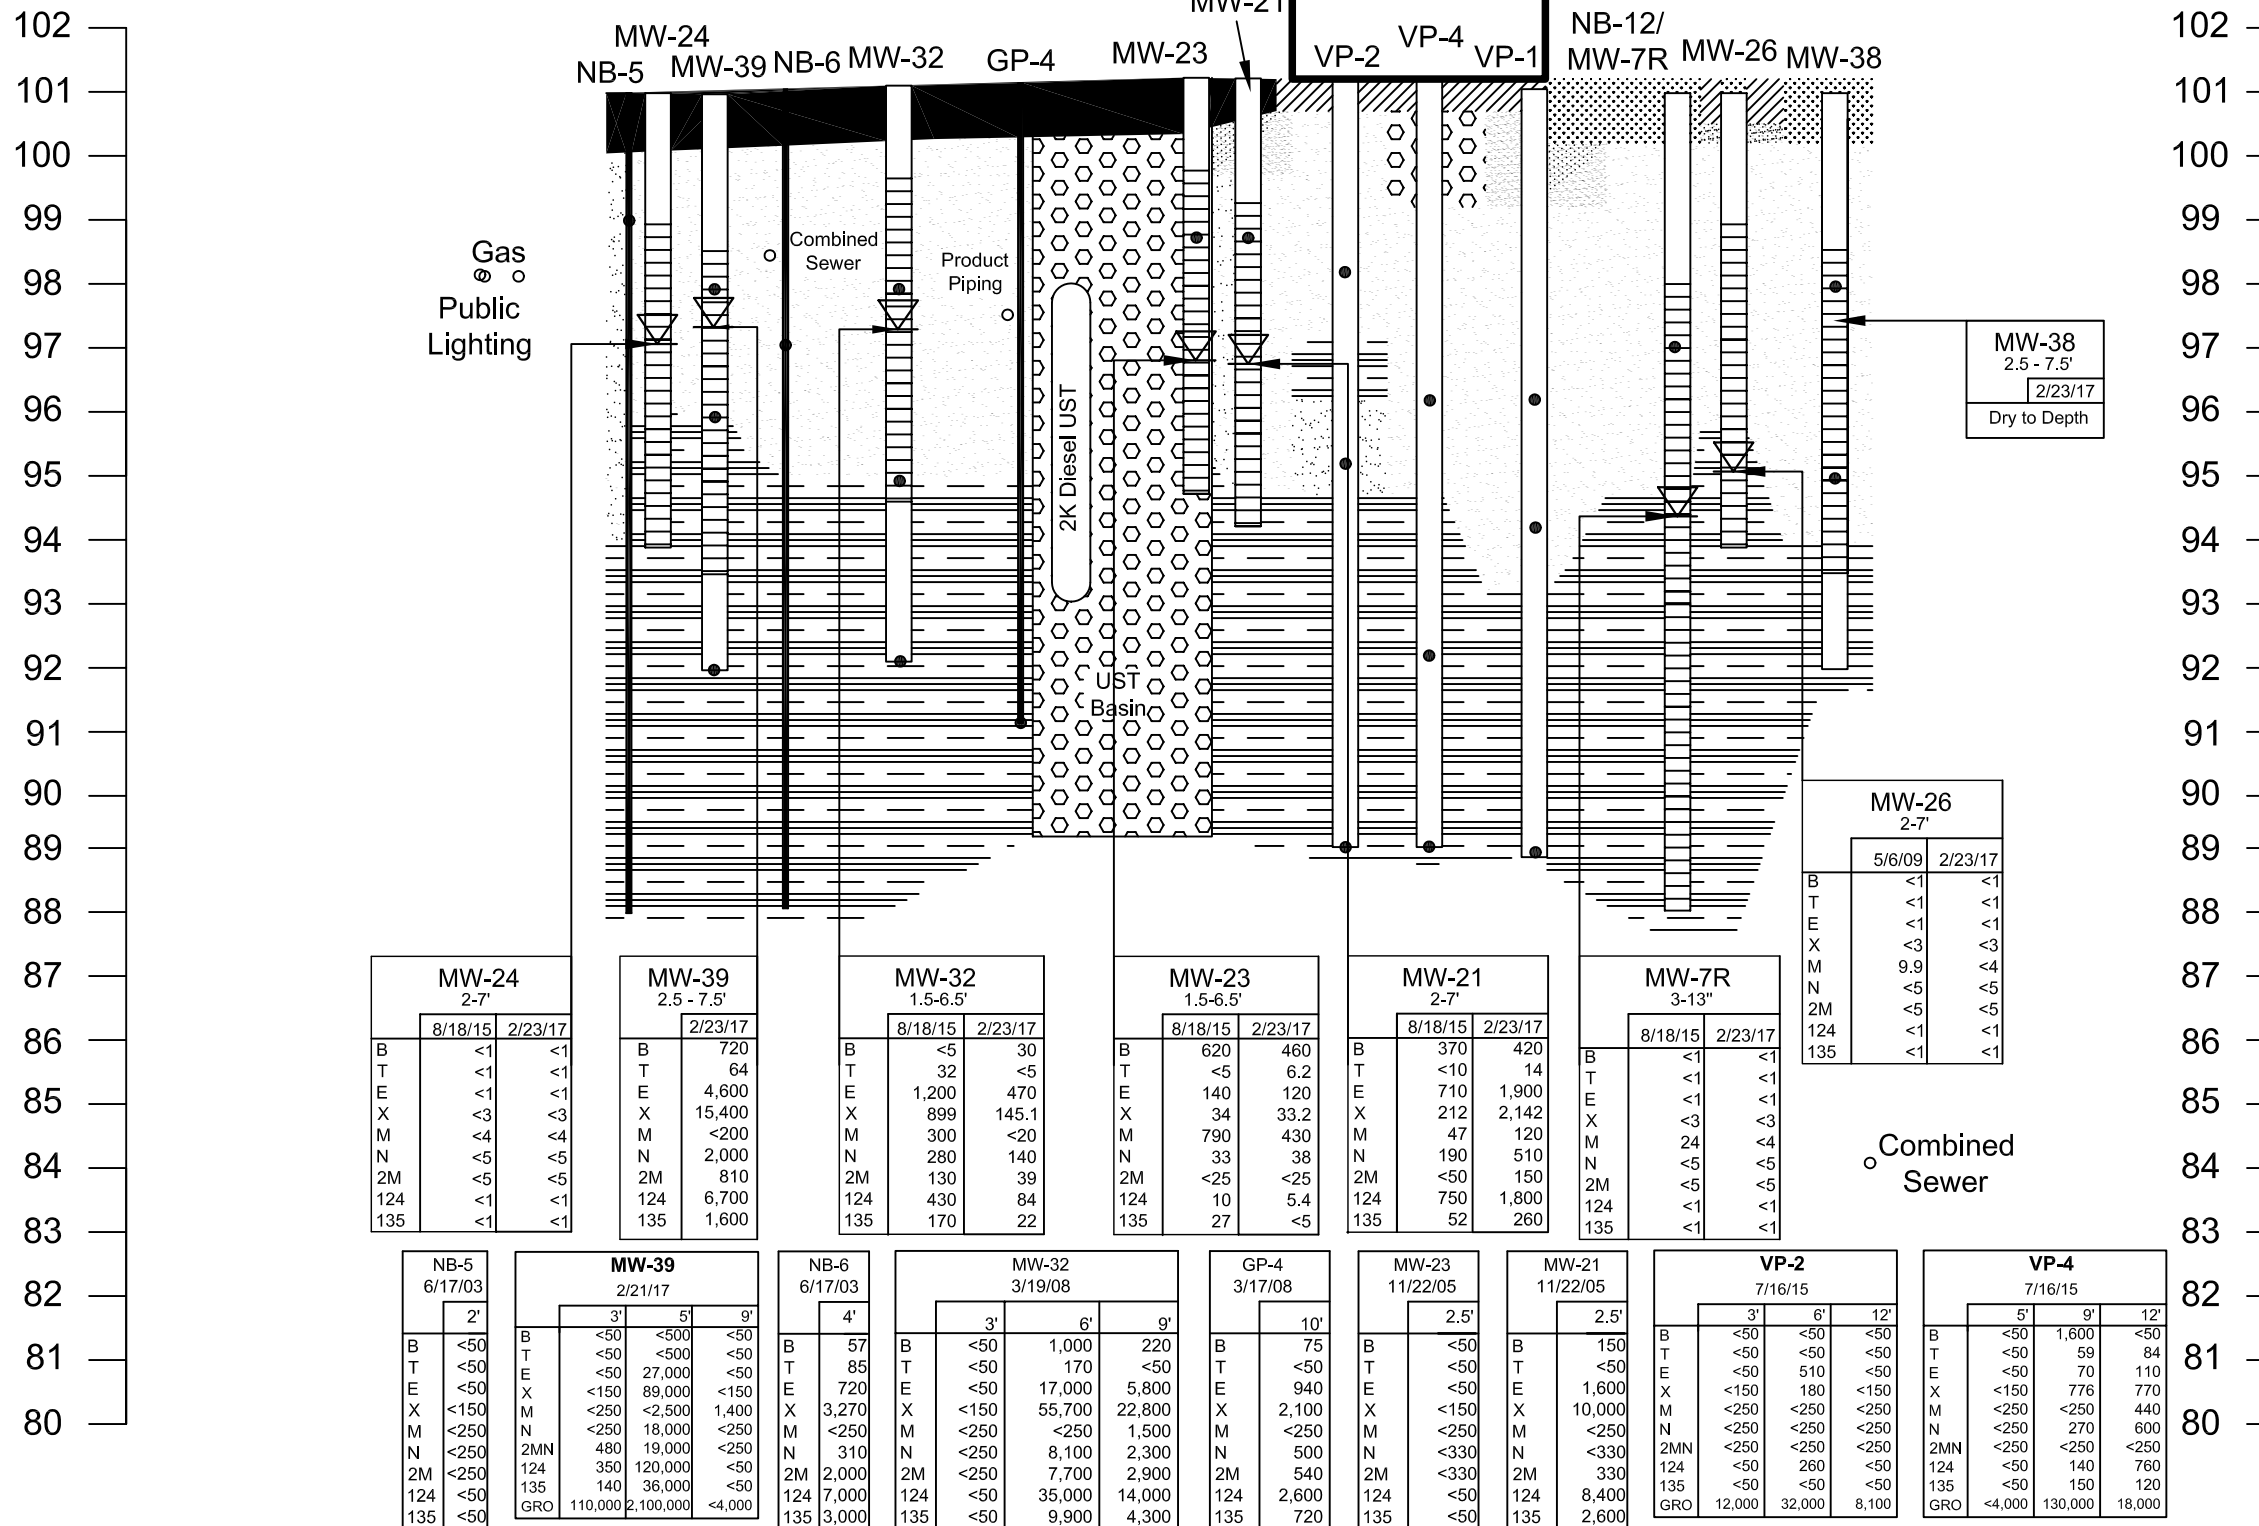 102
101
100
99
98
97
96
95
94
93
92
91
90
89
88
87
86
85
84
83
82
81
80
NB-5
MW-24
MW-39
NB-6
MW-32
GP-4
MW-23
MW-21
VP-2
VP-4
VP-1
NB-12/
MW-7R
MW-26
MW-38
102
101
100
99
98
97
96
95
94
93
92
91
90
89
88
87
86
85
84
83
82
81
80
Gas
Public
Lighting
Combined
Sewer
Product
Piping
2K Diesel UST
UST
Basin
MW-38
2.5 - 7.5'
2/23/17
Dry to Depth
MW-26
2-7'
5/6/09 2/23/17
B <1 <1
T <1 <1
E <1 <1
X <3 <3
M 9.9 <4
N <5 <5
2M <5 <5
124 <1 <1
135 <1 <1
MW-24
2-7'
8/18/15 2/23/17
B <1 <1
T <1 <1
E <1 <1
X <3 <3
M <4 <4
N <5 <5
2M <5 <5
124 <1 <1
135 <1 <1
MW-39
2.5 - 7.5'
2/23/17
B 720
T 64
E 4,600
X 15,400
M <200
N 2,000
2M 810
124 6,700
135 1,600
MW-32
1.5-6.5'
8/18/15 2/23/17
B <5 30
T 32 <5
E 1,200 470
X 899 145.1
M 300 <20
N 280 140
2M 130 39
124 430 84
135 170 22
MW-23
1.5-6.5'
8/18/15 2/23/17
B 620 460
T <5 6.2
E 140 120
X 34 33.2
M 790 430
N 33 38
2M <25 <25
124 10 5.4
135 27 <5
MW-21
2-7'
8/18/15 2/23/17
B 370 420
T <10 14
E 710 1,900
X 212 2,142
M 47 120
N 190 510
2M <50 150
124 750 1,800
135 52 260
MW-7R
3-13"
8/18/15 2/23/17
B <1 <1
T <1 <1
E <1 <1
X <3 <3
M 24 <4
N <5 <5
2M <5 <5
124 <1 <1
135 <1 <1
Combined
Sewer
NB-5
6/17/03
2'
B <50
T <50
E <50
X <150
M <250
N <250
2M <250
124 <50
135 <50
MW-39
2/21/17
3' 5' 9'
B <50 <500 <50
T <50 <500 <50
E <50 27,000 <50
X <150 89,000 <150
M <250 <2,500 1,400
N <250 18,000 <250
2MN 480 19,000 <250
124 350 120,000 <50
135 140 36,000 <50
GRO 110,000 2,100,000 <4,000
NB-6
6/17/03
4'
B 57
T 85
E 720
X 3,270
M <250
N 310
2M 2,000
124 7,000
135 3,000
MW-32
3/19/08
3' 6' 9'
B <50 1,000 220
T <50 170 <50
E <50 17,000 5,800
X <150 55,700 22,800
M <250 <250 1,500
N <250 8,100 2,300
2M <250 7,700 2,900
124 <50 35,000 14,000
135 <50 9,900 4,300
GP-4
3/17/08
10'
B 75
T <50
E 940
X 2,100
M <250
N 500
2M 540
124 2,600
135 720
MW-23
11/22/05
2.5'
B <50
T <50
E <50
X <150
M <250
N <330
2M <330
124 <50
135 <50
MW-21
11/22/05
2.5'
B 150
T <50
E 1,600
X 10,000
M <250
N <330
2M 330
124 8,400
135 2,600
VP-2
7/16/15
3' 6' 12'
B <50 <50 <50
T <50 <50 <50
E <50 510 <50
X <150 180 <150
M <250 <250 <250
N <250 <250 <250
2MN <250 <250 <250
124 <50 260 <50
135 <50 <50 <50
GRO 12,000 32,000 8,100
VP-4
7/16/15
5' 9' 12'
B <50 1,600 <50
T <50 59 84
E <50 70 110
X <150 776 770
M <250 <250 440
N <250 270 600
2MN <250 <250 <250
124 <50 140 760
135 <50 150 120
GRO <4,000 130,000 18,000